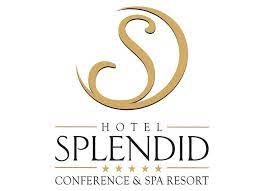 S
HOTEL
SPLENDID
CONFERENCE & SPA RESORT